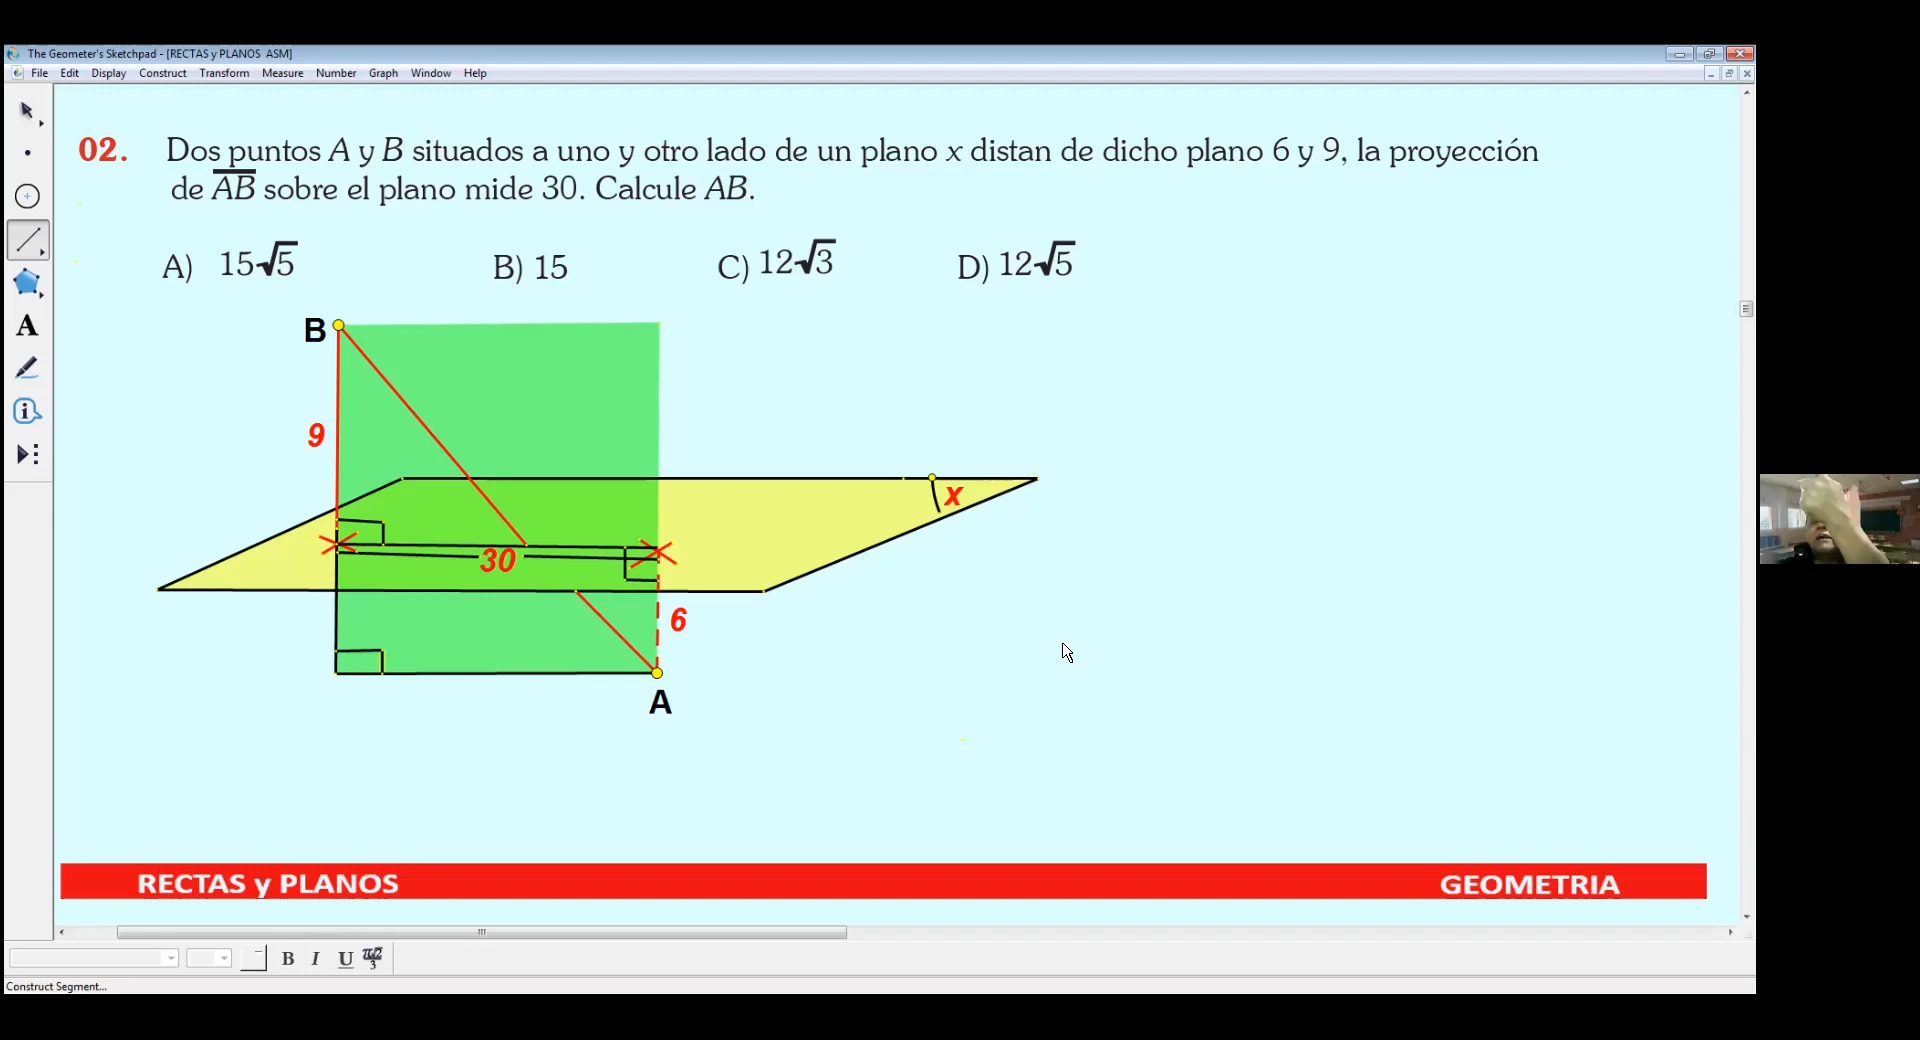 The Geometer's Sketchpad - [RECTAS y PLANOS ASM]
File Edit Display Construct Transform Measure Number Graph Window Help
02. Dos puntos A y B situados a uno y otro lado de un plano x distan de dicho plano 6 y 9, la proyección
de AB sobre el plano mide 30. Calcule AB.
A) 15√5 B) 15 C) 12√3 D) 12√5
B
9
x
30
6
A
RECTAS y PLANOS GEOMETRIA
B I U
Construct Segment...